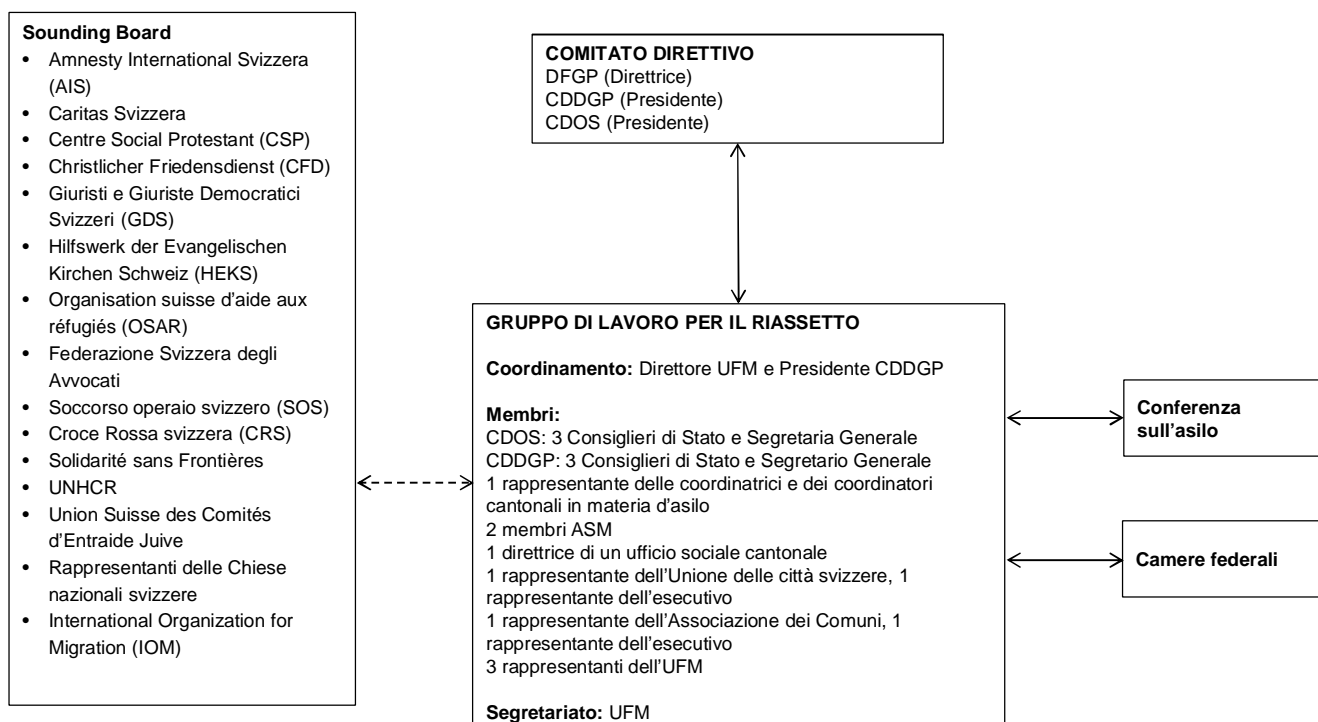 Sounding Board
• Amnesty International Svizzera
(AIS)
• Caritas Svizzera
• Centre Social Protestant (CSP)
• Christlicher Friedensdienst (CFD)
• Giuristi e Giuriste Democratici
Svizzeri (GDS)
• Hilfswerk der Evangelischen
Kirchen Schweiz (HEKS)
• Organisation suisse d’aide aux
réfugiés (OSAR)
• Federazione Svizzera degli
Avvocati
• Soccorso operaio svizzero (SOS)
• Croce Rossa svizzera (CRS)
• Solidarité sans Frontières
• UNHCR
• Union Suisse des Comités
d’Entraide Juive
• Rappresentanti delle Chiese
nazionali svizzere
• International Organization for
Migration (IOM)
COMITATO DIRETTIVO
DFGP (Direttrice)
CDDGP (Presidente)
CDOS (Presidente)
GRUPPO DI LAVORO PER IL RIASSETTO
Coordinamento: Direttore UFM e Presidente CDDGP
Membri:
CDOS: 3 Consiglieri di Stato e Segretaria Generale
CDDGP: 3 Consiglieri di Stato e Segretario Generale
1 rappresentante delle coordinatrici e dei coordinatori
cantonali in materia d’asilo
2 membri ASM
1 direttrice di un ufficio sociale cantonale
1 rappresentante dell’Unione delle città svizzere, 1
rappresentante dell’esecutivo
1 rappresentante dell’Associazione dei Comuni, 1
rappresentante dell’esecutivo
3 rappresentanti dell’UFM
Segretariato: UFM
Conferenza
sull’asilo
Camere federali